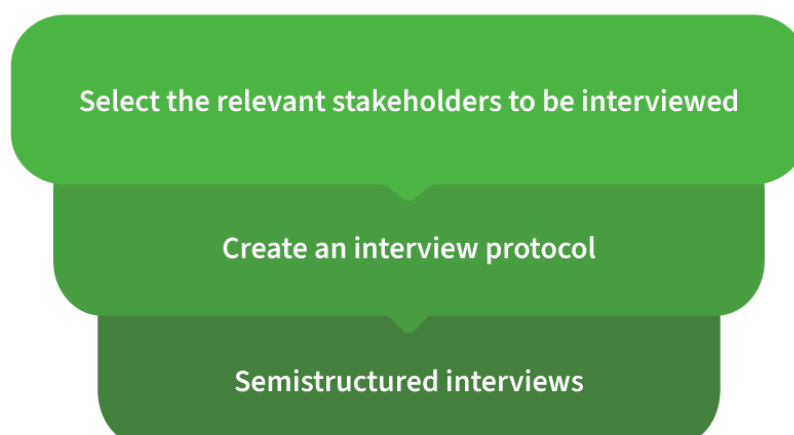 Select the relevant stakeholders to be interviewed
Create an interview protocol
Semistructured interviews